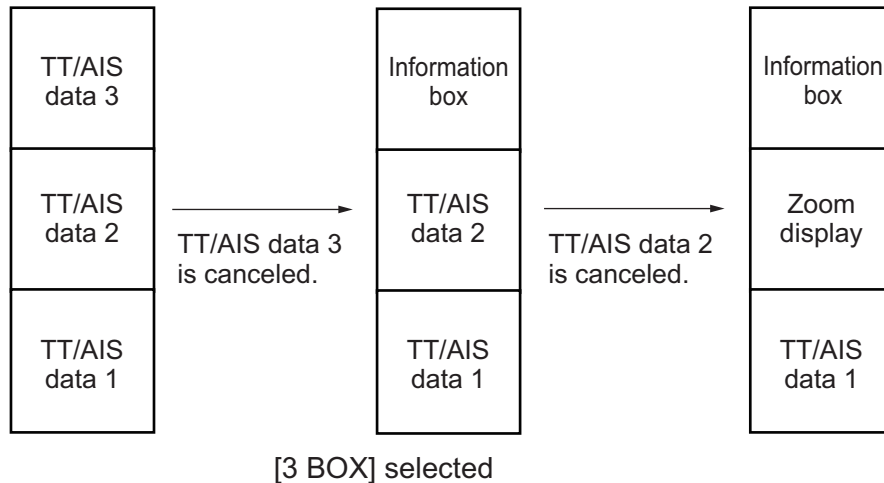 TT/AIS
data 3
TT/AIS
data 2
TT/AIS
data 1
TT/AIS data 3
is canceled.
Information
box
TT/AIS
data 2
TT/AIS
data 1
TT/AIS data 2
is canceled.
Information
box
Zoom
display
TT/AIS
data 1
[3 BOX] selected